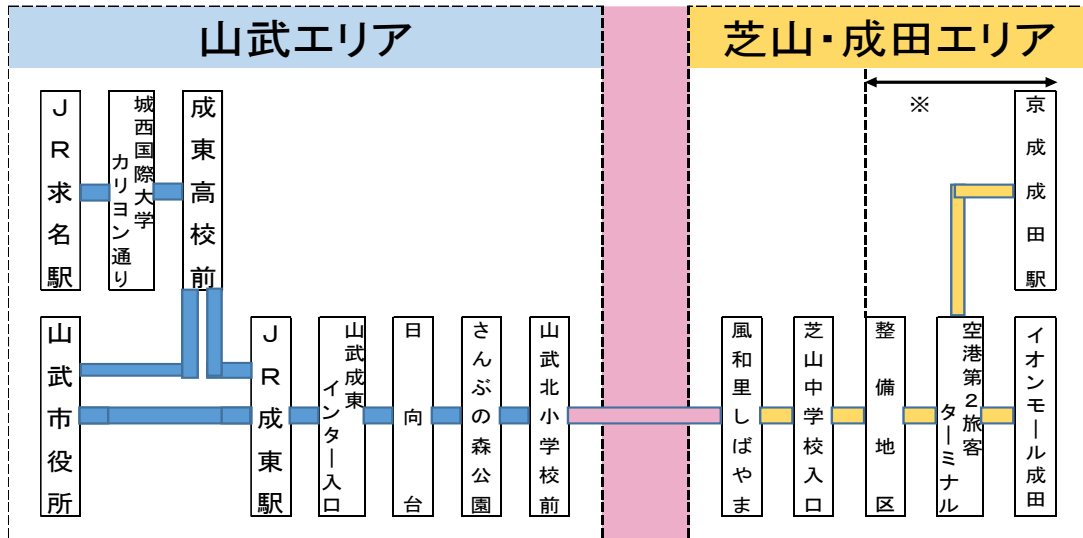 山武エリア
芝山・成田エリア
※
JR求名駅
城西国際大学
カリヨン通り
成東高校前
京成成田駅
山武市役所
JR成東駅
山武成東
インター入口
日向台
さんぶの森公園
山武北小学校前
風和里しばやま
芝山中学校入口
整備地区
空港第2旅客
ターミナル
イオンモール成田